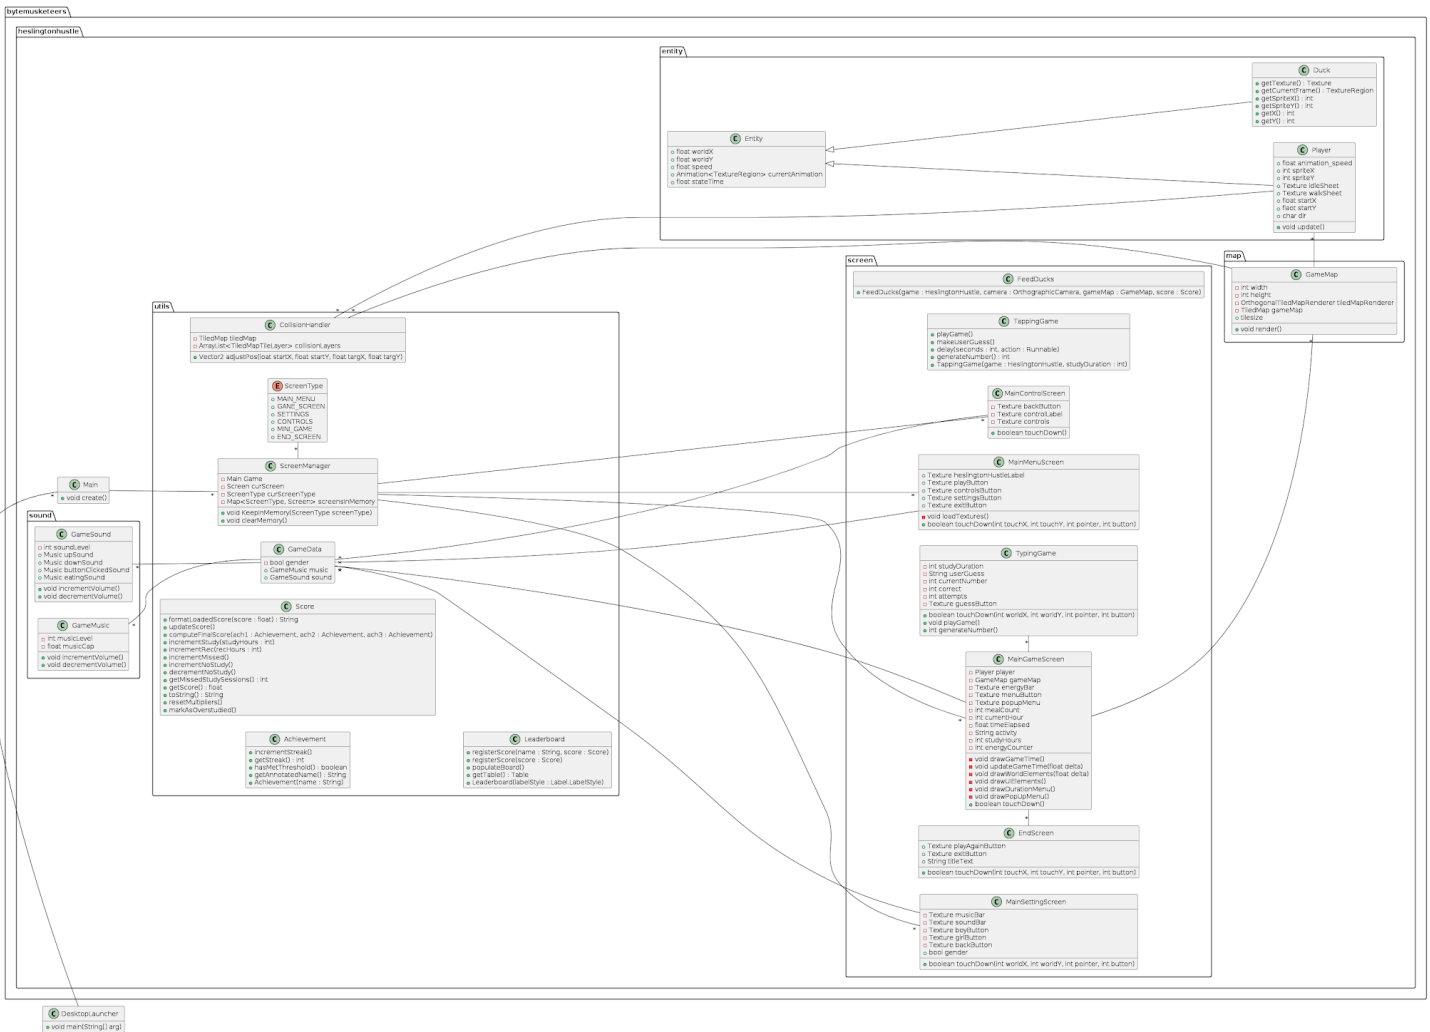 bytemusketeers
heslingtonhustle
entity
C Duck
getTexture() : Texture
getCurrentFrame() : TextureRegion
getSpriteX() : int
getSpriteY() : int
getX() : int
getY() : int
C Entity
float worldX
float worldY
float speed
Animation<TextureRegion> currentAnimation
float stateTime
C Player
float animation_speed
int spriteX
int spriteY
Texture idleSheet
Texture walkSheet
float startX
float startY
char dir
void update()
*
map
C GameMap
int width
int height
OrthogonalTiledMapRenderer tiledMapRenderer
TiledMap gameMap
tilesize
void render()
*
utils
* *
C CollisionHandler
TiledMap tiledMap
ArrayList<TiledMapTileLayer> collisionLayers
Vector2 adjustPos(float startX, float startY, float targX, float targY)
E ScreenType
MAIN_MENU
GANE_SCREEN
SETTINGS
CONTROLS
MINI_GAME
END_SCREEN
*
C ScreenManager
Main Game
Screen curScreen
ScreenType curScreenType
Map<ScreenType, Screen> screensInMemory
void KeepInMemory(ScreenType screenType)
void clearMemory()
*
C GameData
bool gender
GameMusic music
GameSound sound
*
*
*
C Score
formatLoadedScore(score : float) : String
updateScore()
computeFinalScore(ach1 : Achievement, ach2 : Achievement, ach3 : Achievement)
incrementStudy(studyHours : int)
incrementRec(recHours : int)
incrementMissed()
incrementNoStudy()
decrementNoStudy()
getMissedStudySessions() : int
getScore() : float
toString() : String
resetMultipliers()
markAsOverstudied()
C Achievement
incrementStreak()
getStreak() : int
hasMetThreshold() : boolean
getAnnotatedName() : String
Achievement(name : String)
C Leaderboard
registerScore(name : String, score : Score)
registerScore(score : Score)
populateBoard()
getTable() : Table
Leaderboard(labelStyle : Label.LabelStyle)
C Main
void create()
*
sound
C GameSound
int soundLevel
Music upSound
Music downSound
Music buttonClickedSound
Music eatingSound
void incrementVolume()
void decrementVolume()
*
C GameMusic
int musicLevel
float musicCap
void incrementVolume()
void decrementVolume()
*
screen
C FeedDucks
FeedDucks(game : HeslingtonHustle, camera : OrthographicCamera, gameMap : GameMap, score : Score)
C TappingGame
playGame()
makeUserGuess()
delay(seconds : int, action : Runnable)
generateNumber() : int
TappingGame(game : HeslingtonHustle, studyDuration : int)
C MainControlScreen
Texture backButton
Texture controlLabel
Texture controls
boolean touchDown()
*
C MainMenuScreen
Texture heslingtonHustleLabel
Texture playButton
Texture controlsButton
Texture settingsButton
Texture exitButton
void loadTextures()
boolean touchDown(int touchX, int touchY, int pointer, int button)
*
C TypingGame
int studyDuration
String userGuess
int currentNumber
int correct
int attempts
Texture guessButton
boolean touchDown(int worldX, int worldY, int pointer, int button)
void playGame()
int generateNumber()
*
C MainGameScreen
Player player
GameMap gameMap
Texture energyBar
Texture menuButton
Texture popupMenu
int mealCount
int currentHour
float timeElapsed
String activity
int studyHours
int energyCounter
void drawGameTime()
void updateGameTime(float delta)
void drawWorldElements(float delta)
void drawUIElements()
void drawDurationMenu()
void drawPopUpMenu()
boolean touchDown()
*
*
C EndScreen
Texture playAgainButton
Texture exitButton
String titleText
boolean touchDown(int touchX, int touchY, int pointer, int button)
C MainSettingScreen
Texture musicBar
Texture soundBar
Texture boyButton
Texture girlButton
Texture backButton
bool gender
boolean touchDown(int worldX, int worldY, int pointer, int button)
*
C DesktopLauncher
void main(String[] arg)